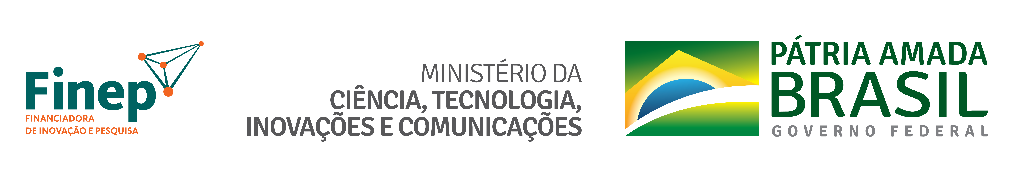 Finep
FINANCIADORA
DE INOVAÇÃO E PESQUISA
MINISTÉRIO DA
CIÊNCIA, TECNOLOGIA,
INOVAÇÕES E COMUNICAÇÕES
PÁTRIA AMADA
BRASIL
GOVERNO FEDERAL